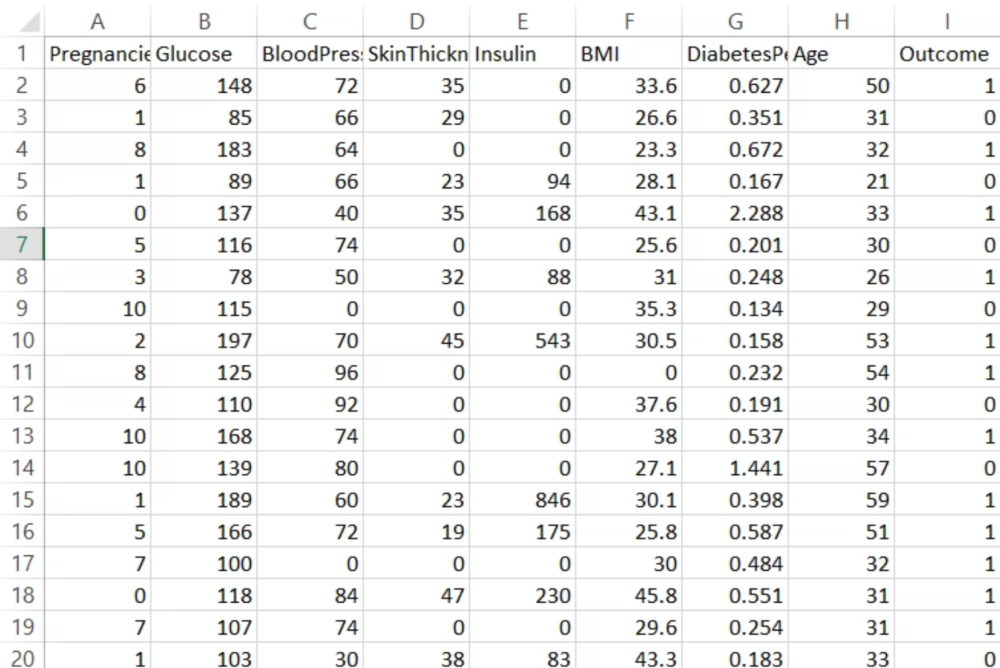 A B C D E F G H I
1 Pregnancie Glucose BloodPres SkinThickn Insulin BMI DiabetesPe Age Outcome
2 6 148 72 35 0 33.6 0.627 50 1
3 1 85 66 29 0 26.6 0.351 31 0
4 8 183 64 0 0 23.3 0.672 32 1
5 1 89 66 23 94 28.1 0.167 21 0
6 0 137 40 35 168 43.1 2.288 33 1
7 5 116 74 0 0 25.6 0.201 30 0
8 3 78 50 32 88 31 0.248 26 1
9 10 115 0 0 0 35.3 0.134 29 0
10 2 197 70 45 543 30.5 0.158 53 1
11 8 125 96 0 0 0 0.232 54 1
12 4 110 92 0 0 37.6 0.191 30 0
13 10 168 74 0 0 38 0.537 34 1
14 10 139 80 0 0 27.1 1.441 57 0
15 1 189 60 23 846 30.1 0.398 59 1
16 5 166 72 19 175 25.8 0.587 51 1
17 7 100 0 0 0 30 0.484 32 1
18 0 118 84 47 230 45.8 0.551 31 1
19 7 107 74 0 0 29.6 0.254 31 1
20 1 103 30 38 83 43.3 0.183 33 0